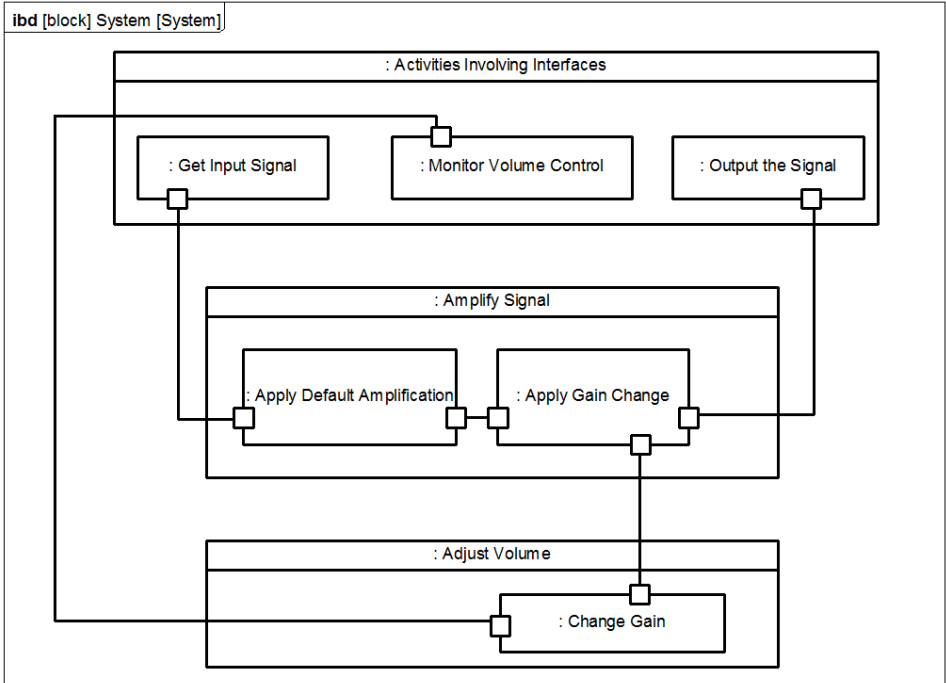 ibd [block] System [System]
: Activities Involving Interfaces
: Get Input Signal
: Monitor Volume Control
: Output the Signal
: Amplify Signal
: Apply Default Amplification
: Apply Gain Change
: Adjust Volume
: Change Gain